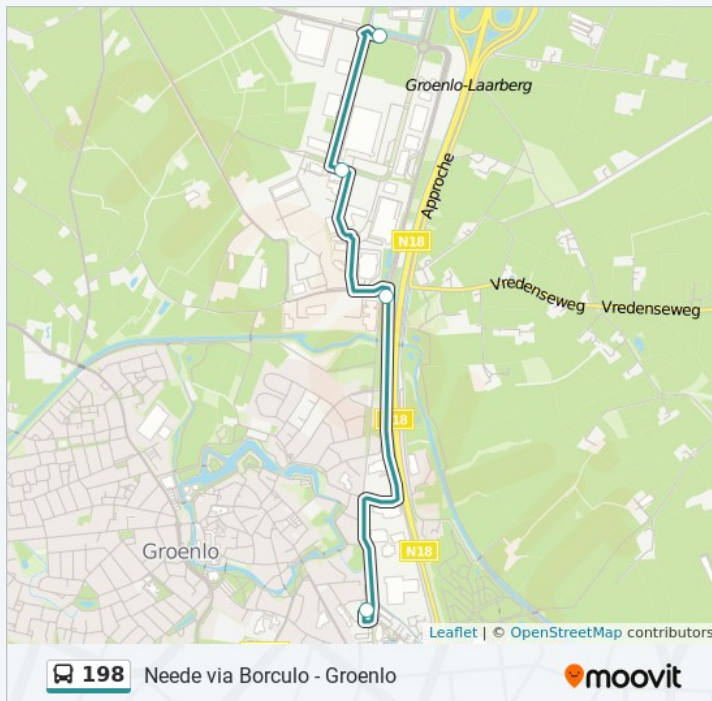 Groenlo-Laarberg
Approche
N18
Vredenseweg Vredenseweg
N18
Groenlo
N18
Leaflet | © OpenStreetMap contributors
198 Neede via Borculo - Groenlo
moovit